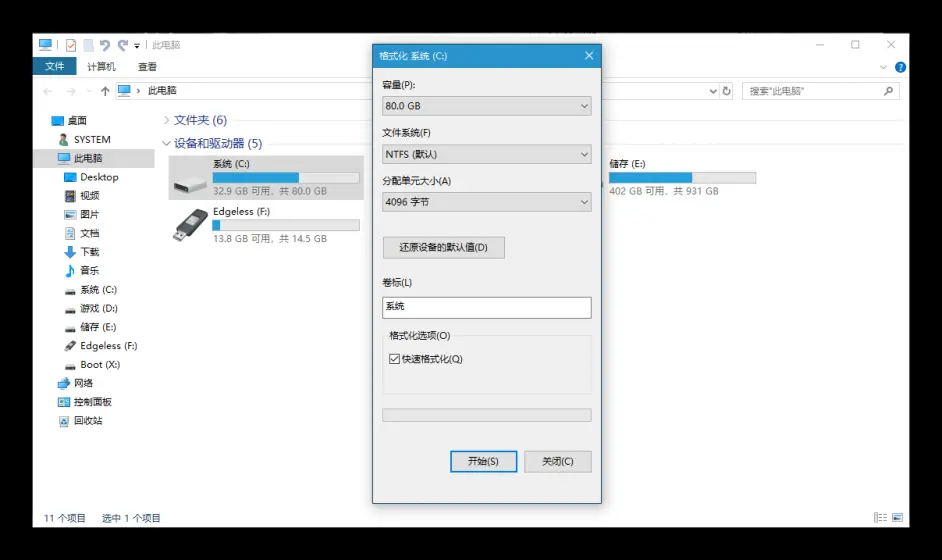 此电脑
文件 计算机 查看
此电脑
搜索"此电脑"
桌面
SYSTEM
此电脑
Desktop
视频
图片
文档
下载
音乐
系统 (C:)
游戏 (D:)
储存 (E:)
Edgeless (F:)
Boot (X:)
网络
控制面板
回收站
文件夹 (6)
设备和驱动器 (5)
系统 (C:)
32.9 GB 可用，共 80.0 GB
储存 (E:)
402 GB 可用，共 931 GB
Edgeless (F:)
13.8 GB 可用，共 14.5 GB
格式化 系统 (C:)
容量(P):
80.0 GB
文件系统(F)
NTFS (默认)
分配单元大小(A)
4096 字节
还原设备的默认值(D)
卷标(L)
系统
格式化选项(O)
快速格式化(Q)
开始(S) 关闭(C)
11 个项目 选中 1 个项目